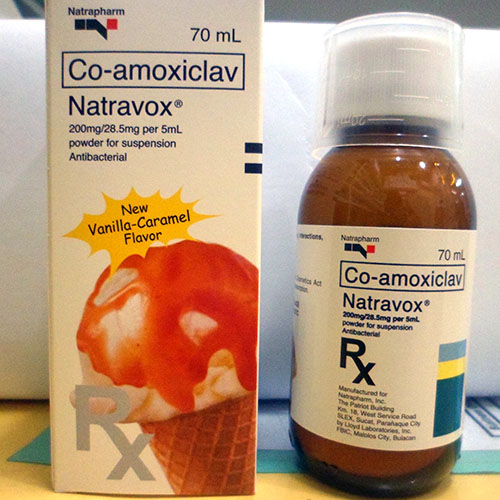 Natrapharm
70 mL
Co-amoxiclav
Natravox®
200mg/28.5mg per 5mL
powder for suspension
Antibacterial
New
Vanilla-Caramel
Flavor
Rx
Natrapharm
70 mL
Co-amoxiclav
Natravox®
200mg/28.5mg per 5mL
powder for suspension
Antibacterial
Rx
Manufactured for
Natrapharm, Inc.
The Patriot Building
Km. 18, West Service Road
SLEX, Sucat, Parañaque City
by Lloyd Laboratories, Inc.
FBIC, Malolos City, Bulacan